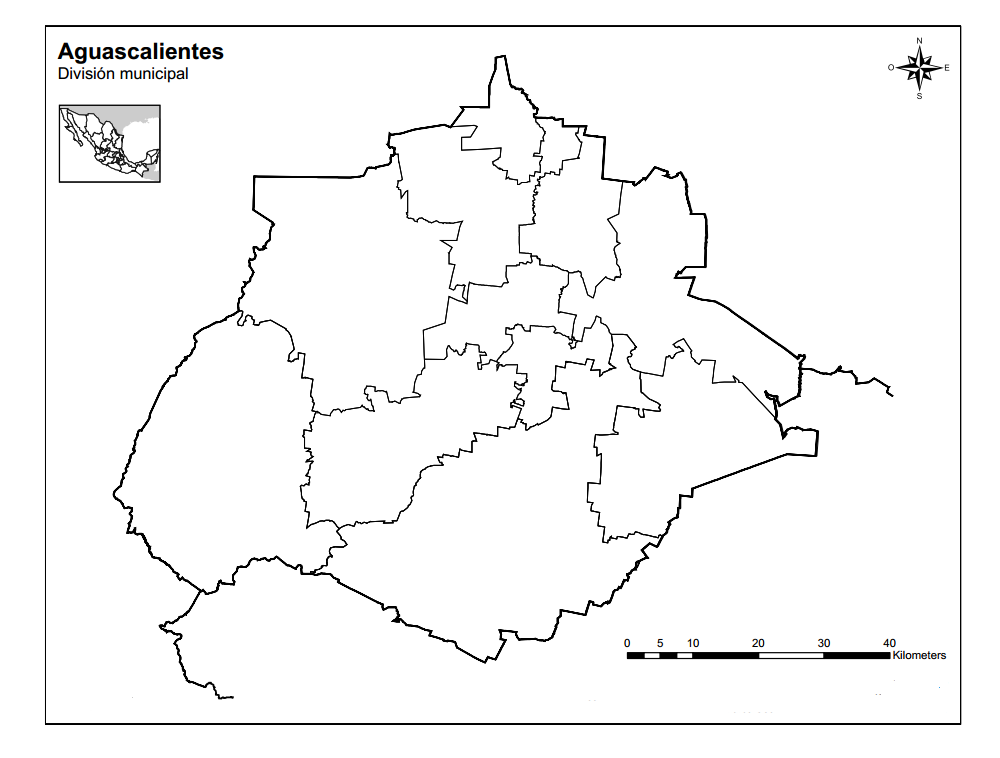 Aguascalientes
División municipal
N
O E
S
0 5 10 20 30 40
Kilometers